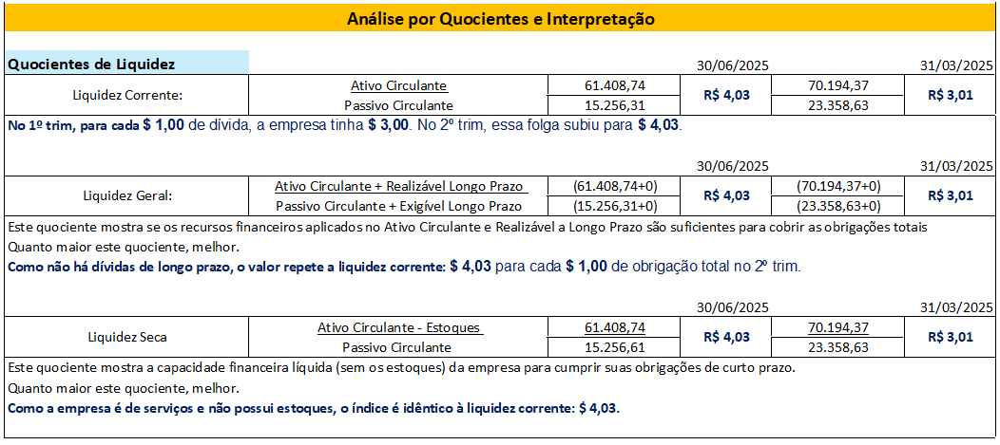 Análise por Quocientes e Interpretação
Quocientes de Liquidez 30/06/2025 31/03/2025
Liquidez Corrente: Ativo Circulante 61.408,74 R$ 4,03 70.194,37 R$ 3,01
Passivo Circulante 15.256,31 23.358,63
No 1º trim, para cada $ 1,00 de dívida, a empresa tinha $ 3,00. No 2º trim, essa folga subiu para $ 4,03.
30/06/2025 31/03/2025
Liquidez Geral: Ativo Circulante + Realizável Longo Prazo (61.408,74+0) R$ 4,03 (70.194,37+0) R$ 3,01
Passivo Circulante + Exigível Longo Prazo (15.256,31+0) (23.358,63+0)
Este quociente mostra se os recursos financeiros aplicados no Ativo Circulante e Realizável a Longo Prazo são suficientes para cobrir as obrigações totais
Quanto maior este quociente, melhor.
Como não há dívidas de longo prazo, o valor repete a liquidez corrente: $ 4,03 para cada $ 1,00 de obrigação total no 2º trim.
30/06/2025 31/03/2025
Liquidez Seca Ativo Circulante - Estoques 61.408,74 R$ 4,03 70.194,37 R$ 3,01
Passivo Circulante 15.256,61 23.358,63
Este quociente mostra a capacidade financeira líquida (sem os estoques) da empresa para cumprir suas obrigações de curto prazo.
Quanto maior este quociente, melhor.
Como a empresa é de serviços e não possui estoques, o índice é idêntico à liquidez corrente: $ 4,03.